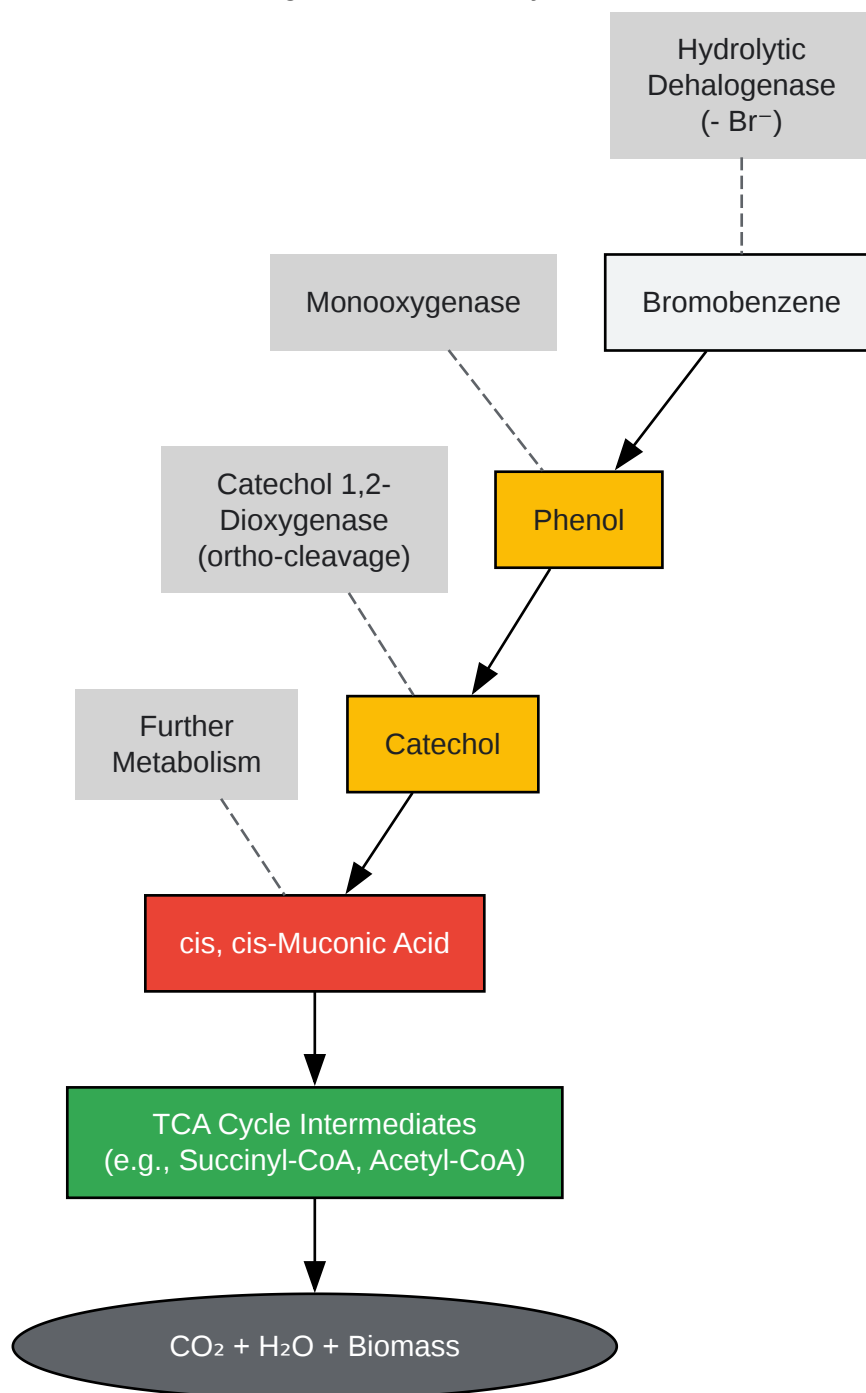 Hydrolytic
Dehalogenase
(- Br⁻)
Monooxygenase
Bromobenzene
Catechol 1,2-
Dioxygenase
(ortho-cleavage)
Phenol
Further
Metabolism
Catechol
cis, cis-Muconic Acid
TCA Cycle Intermediates
(e.g., Succinyl-CoA, Acetyl-CoA)
CO₂ + H₂O + Biomass